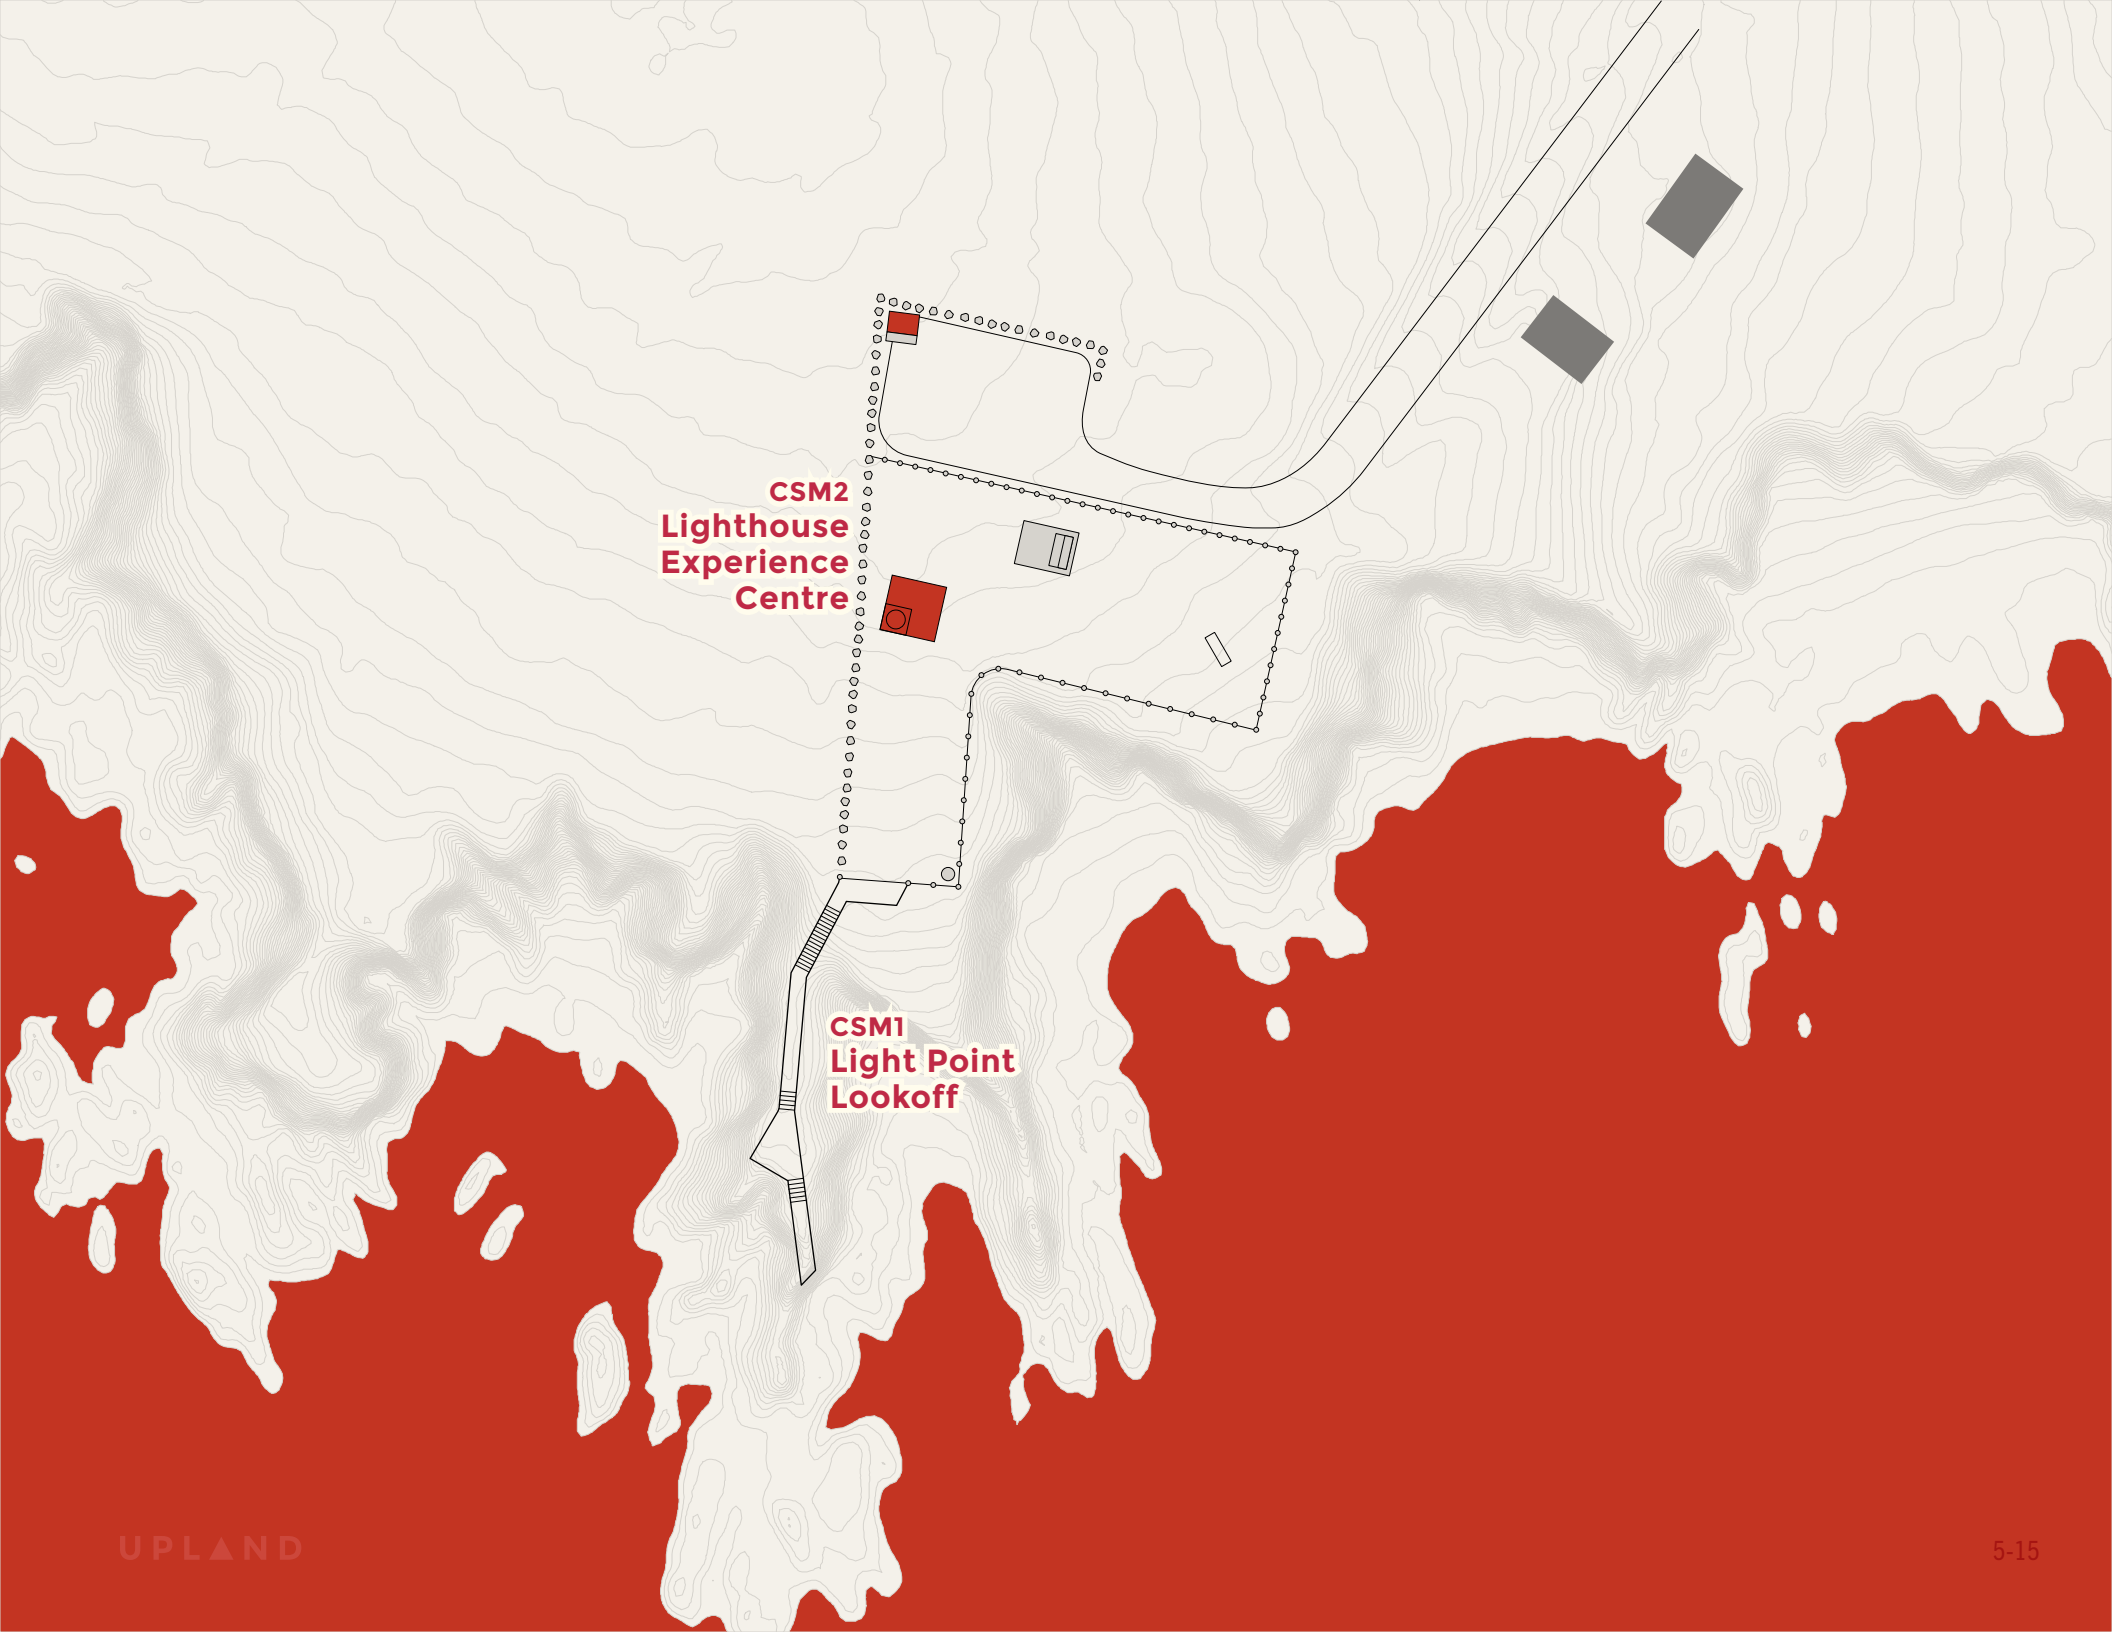 CSM2
Lighthouse
Experience
Centre
CSM1
Light Point
Lookoff
UPLAND
5-15